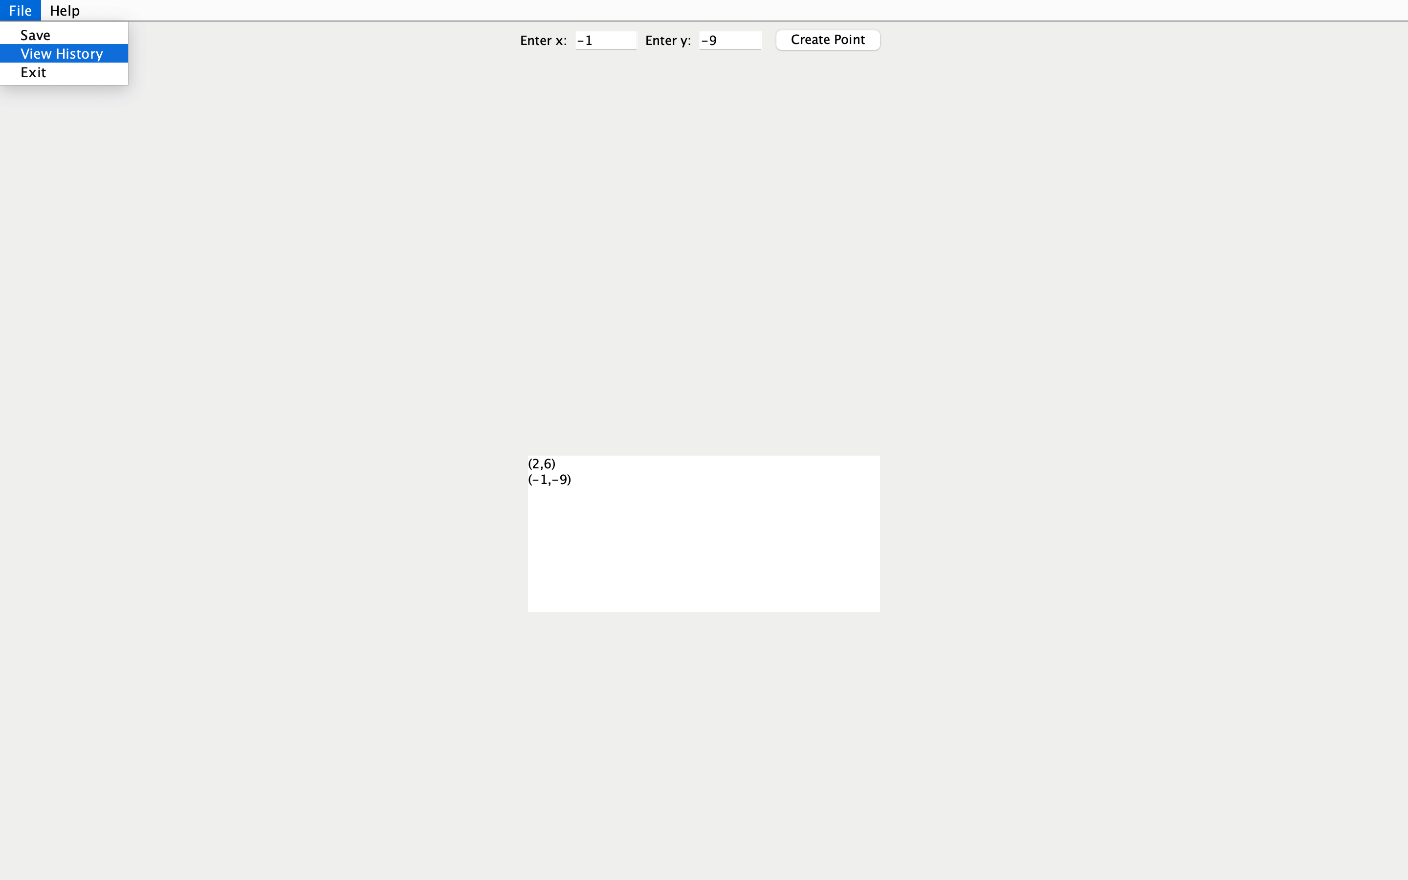 File Help
Save
View History
Exit
Enter x: -1 Enter y: -9 Create Point
(2,6)
(-1,-9)